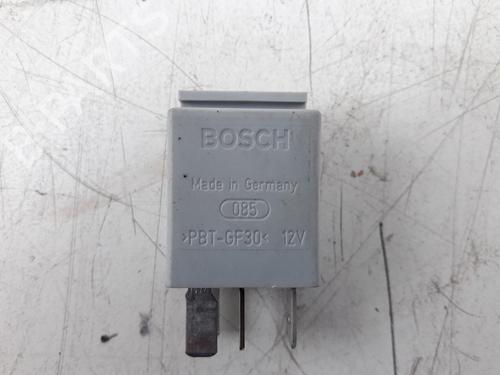 BOSCH
Made in Germany
085
>PBT-GF30< 12V